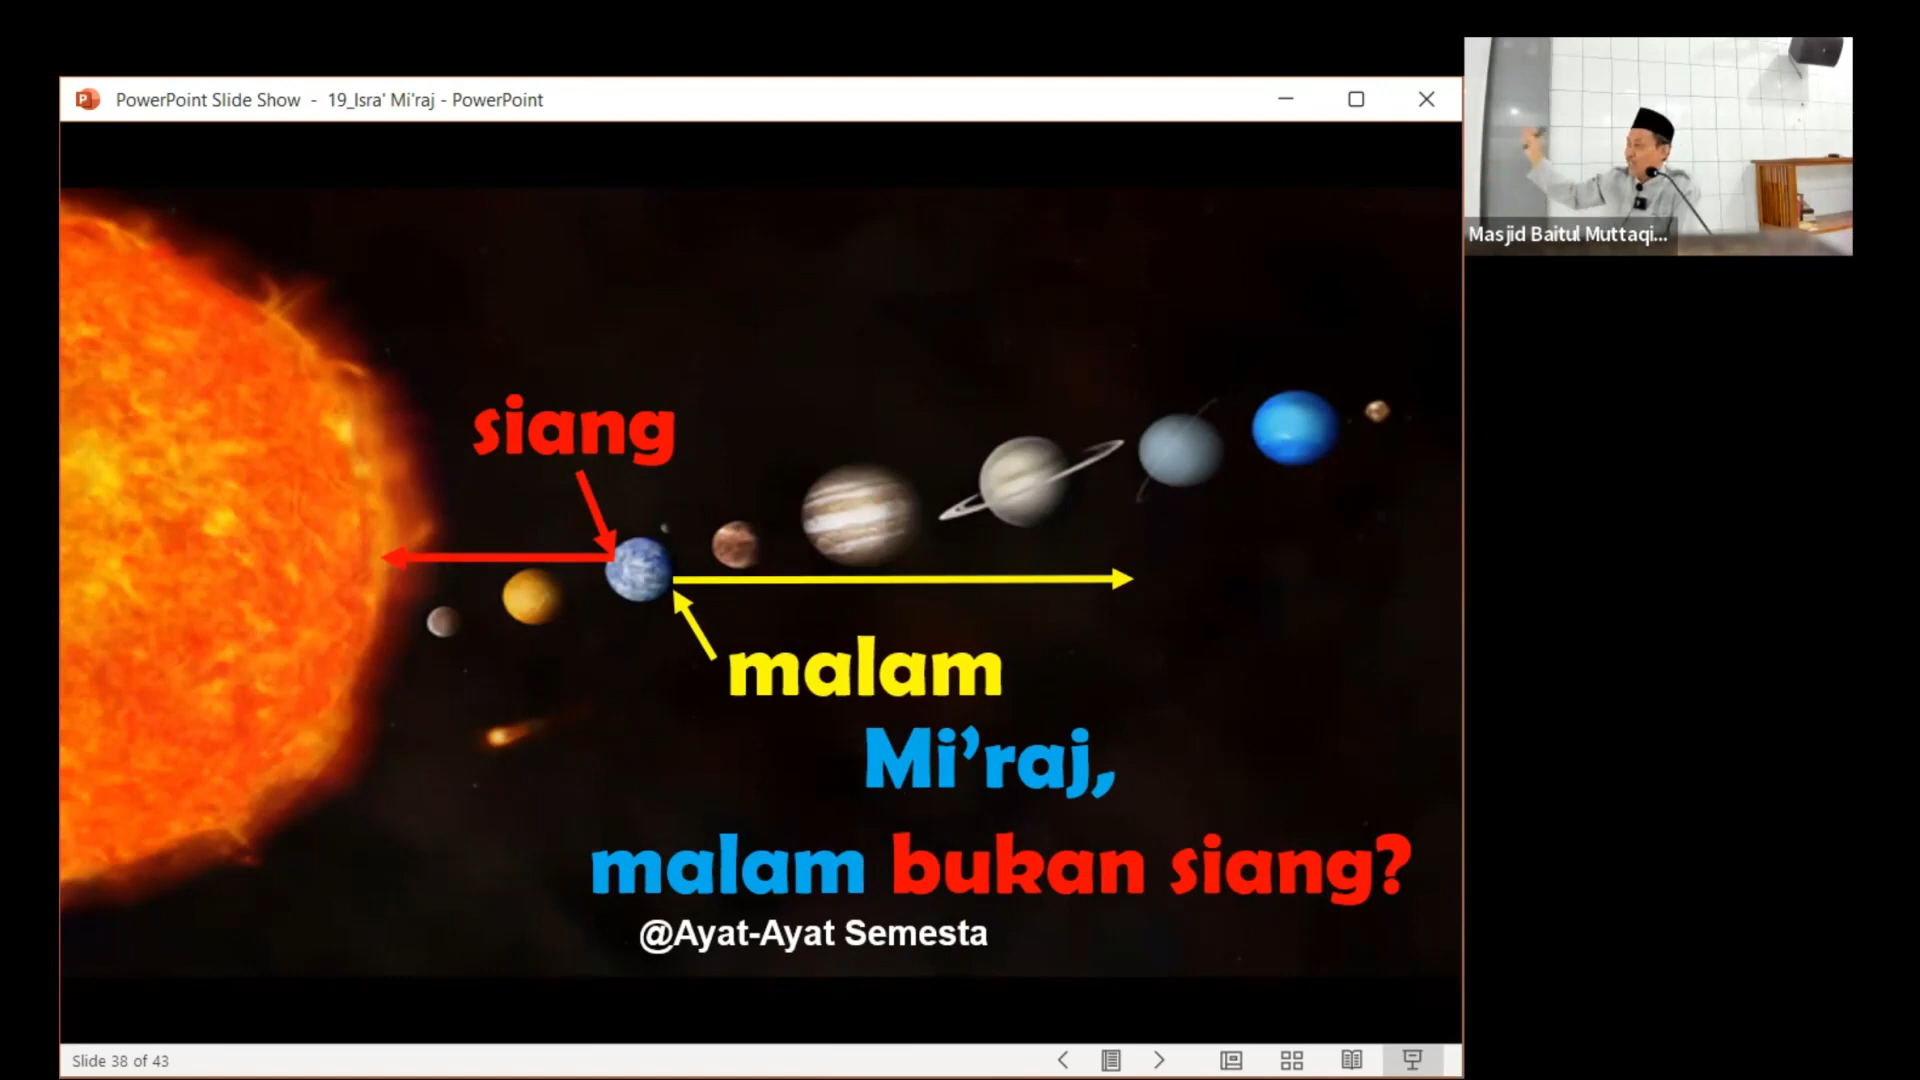 PowerPoint Slide Show - 19_Isra' Mi'raj - PowerPoint
Masjid Baitul Muttaqi...
siang
malam
Mi’raj,
malam bukan siang?
@Ayat-Ayat Semesta
Slide 38 of 43